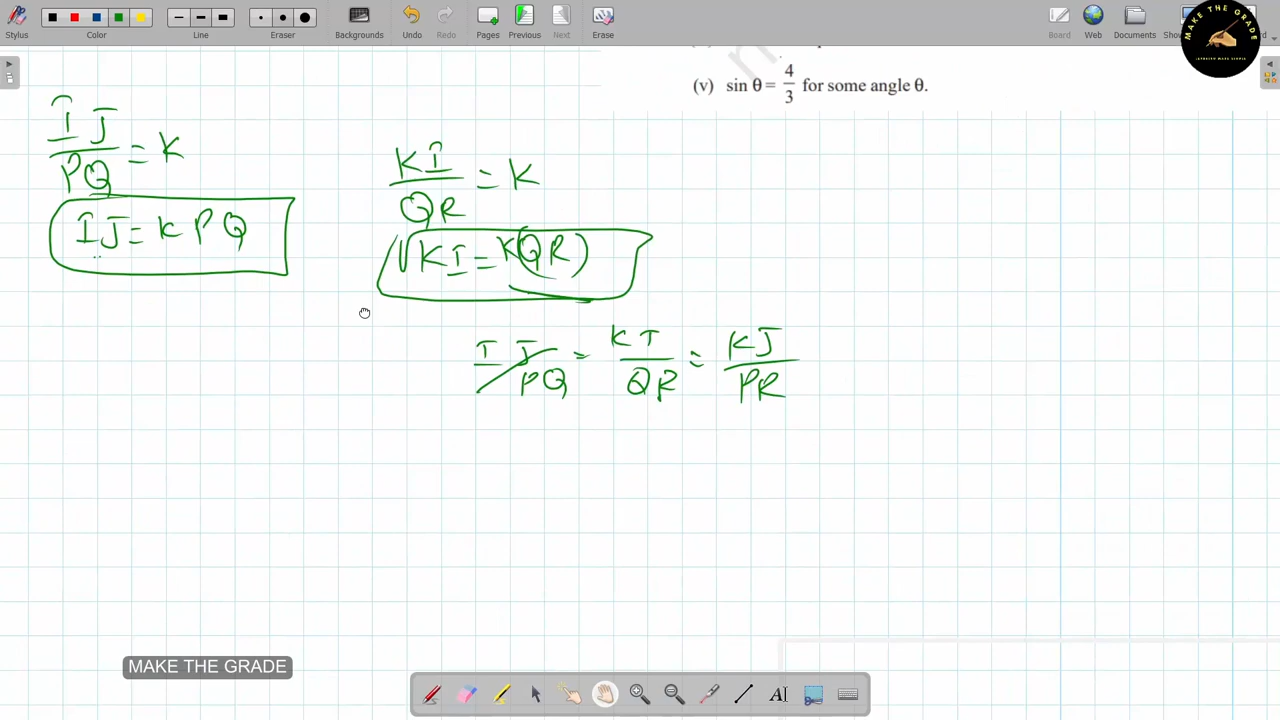 Stylus Color Line Eraser Backgrounds Undo Redo Pages Previous Next Erase Board Web Documents
MAKE THE GRADE
(v) sin θ = 4/3 for some angle θ.
IJ/PQ = K
IJ = K PQ
KI/QR = K
KI = K(QR)
IJ/PQ = KI/QR = KJ/PR
MAKE THE GRADE
AI